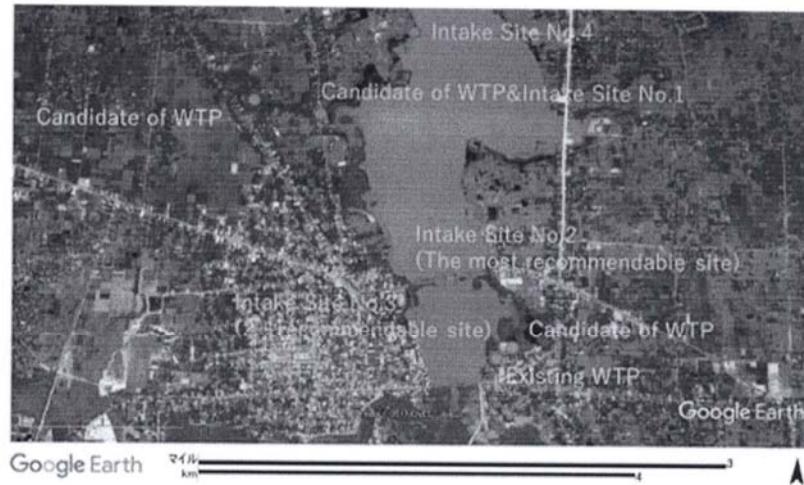 Intake Site No.4
Candidate of WTP&Intake Site No.1
Candidate of WTP
Intake Site No.2
(The most recommendable site)
Intake Site No.3
recommendable site)
Candidate of WTP
Existing WTP
Google Earth
Google Earth
マイル
km
3
4